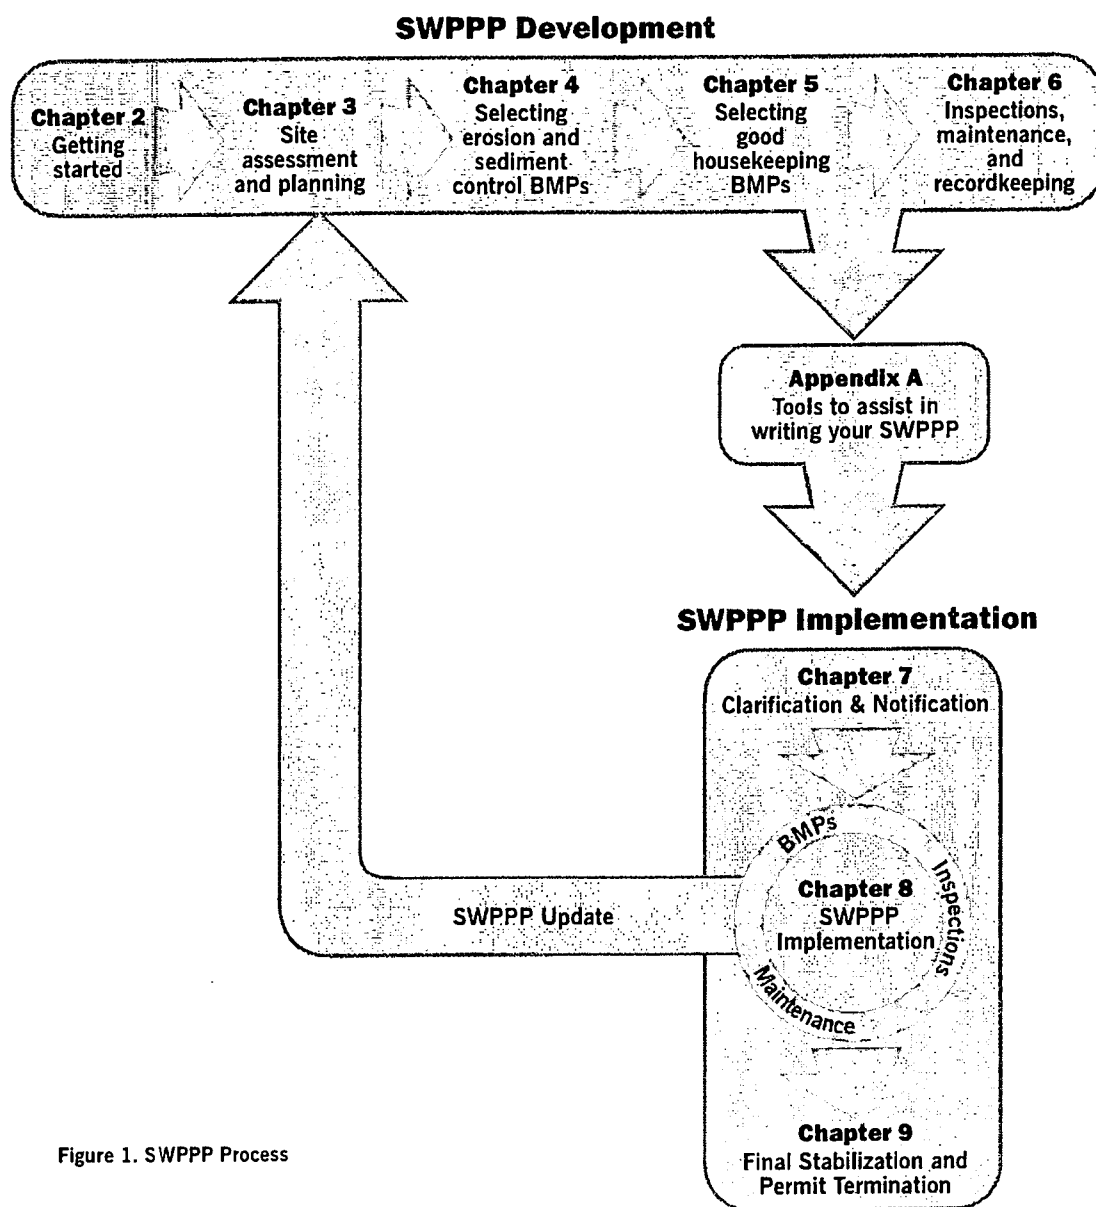 SWPPP Development
Chapter 2
Getting
started
Chapter 3
Site
assessment
and planning
Chapter 4
Selecting
erosion and
sediment
control BMPs
Chapter 5
Selecting
good
housekeeping
BMPs
Chapter 6
Inspections,
maintenance,
and
recordkeeping
Appendix A
Tools to assist in
writing your SWPPP
SWPPP Implementation
Chapter 7
Clarification & Notification
BMPs
Inspections
Maintenance
Chapter 8
SWPPP
Implementation
SWPPP Update
Chapter 9
Final Stabilization and
Permit Termination
Figure 1. SWPPP Process